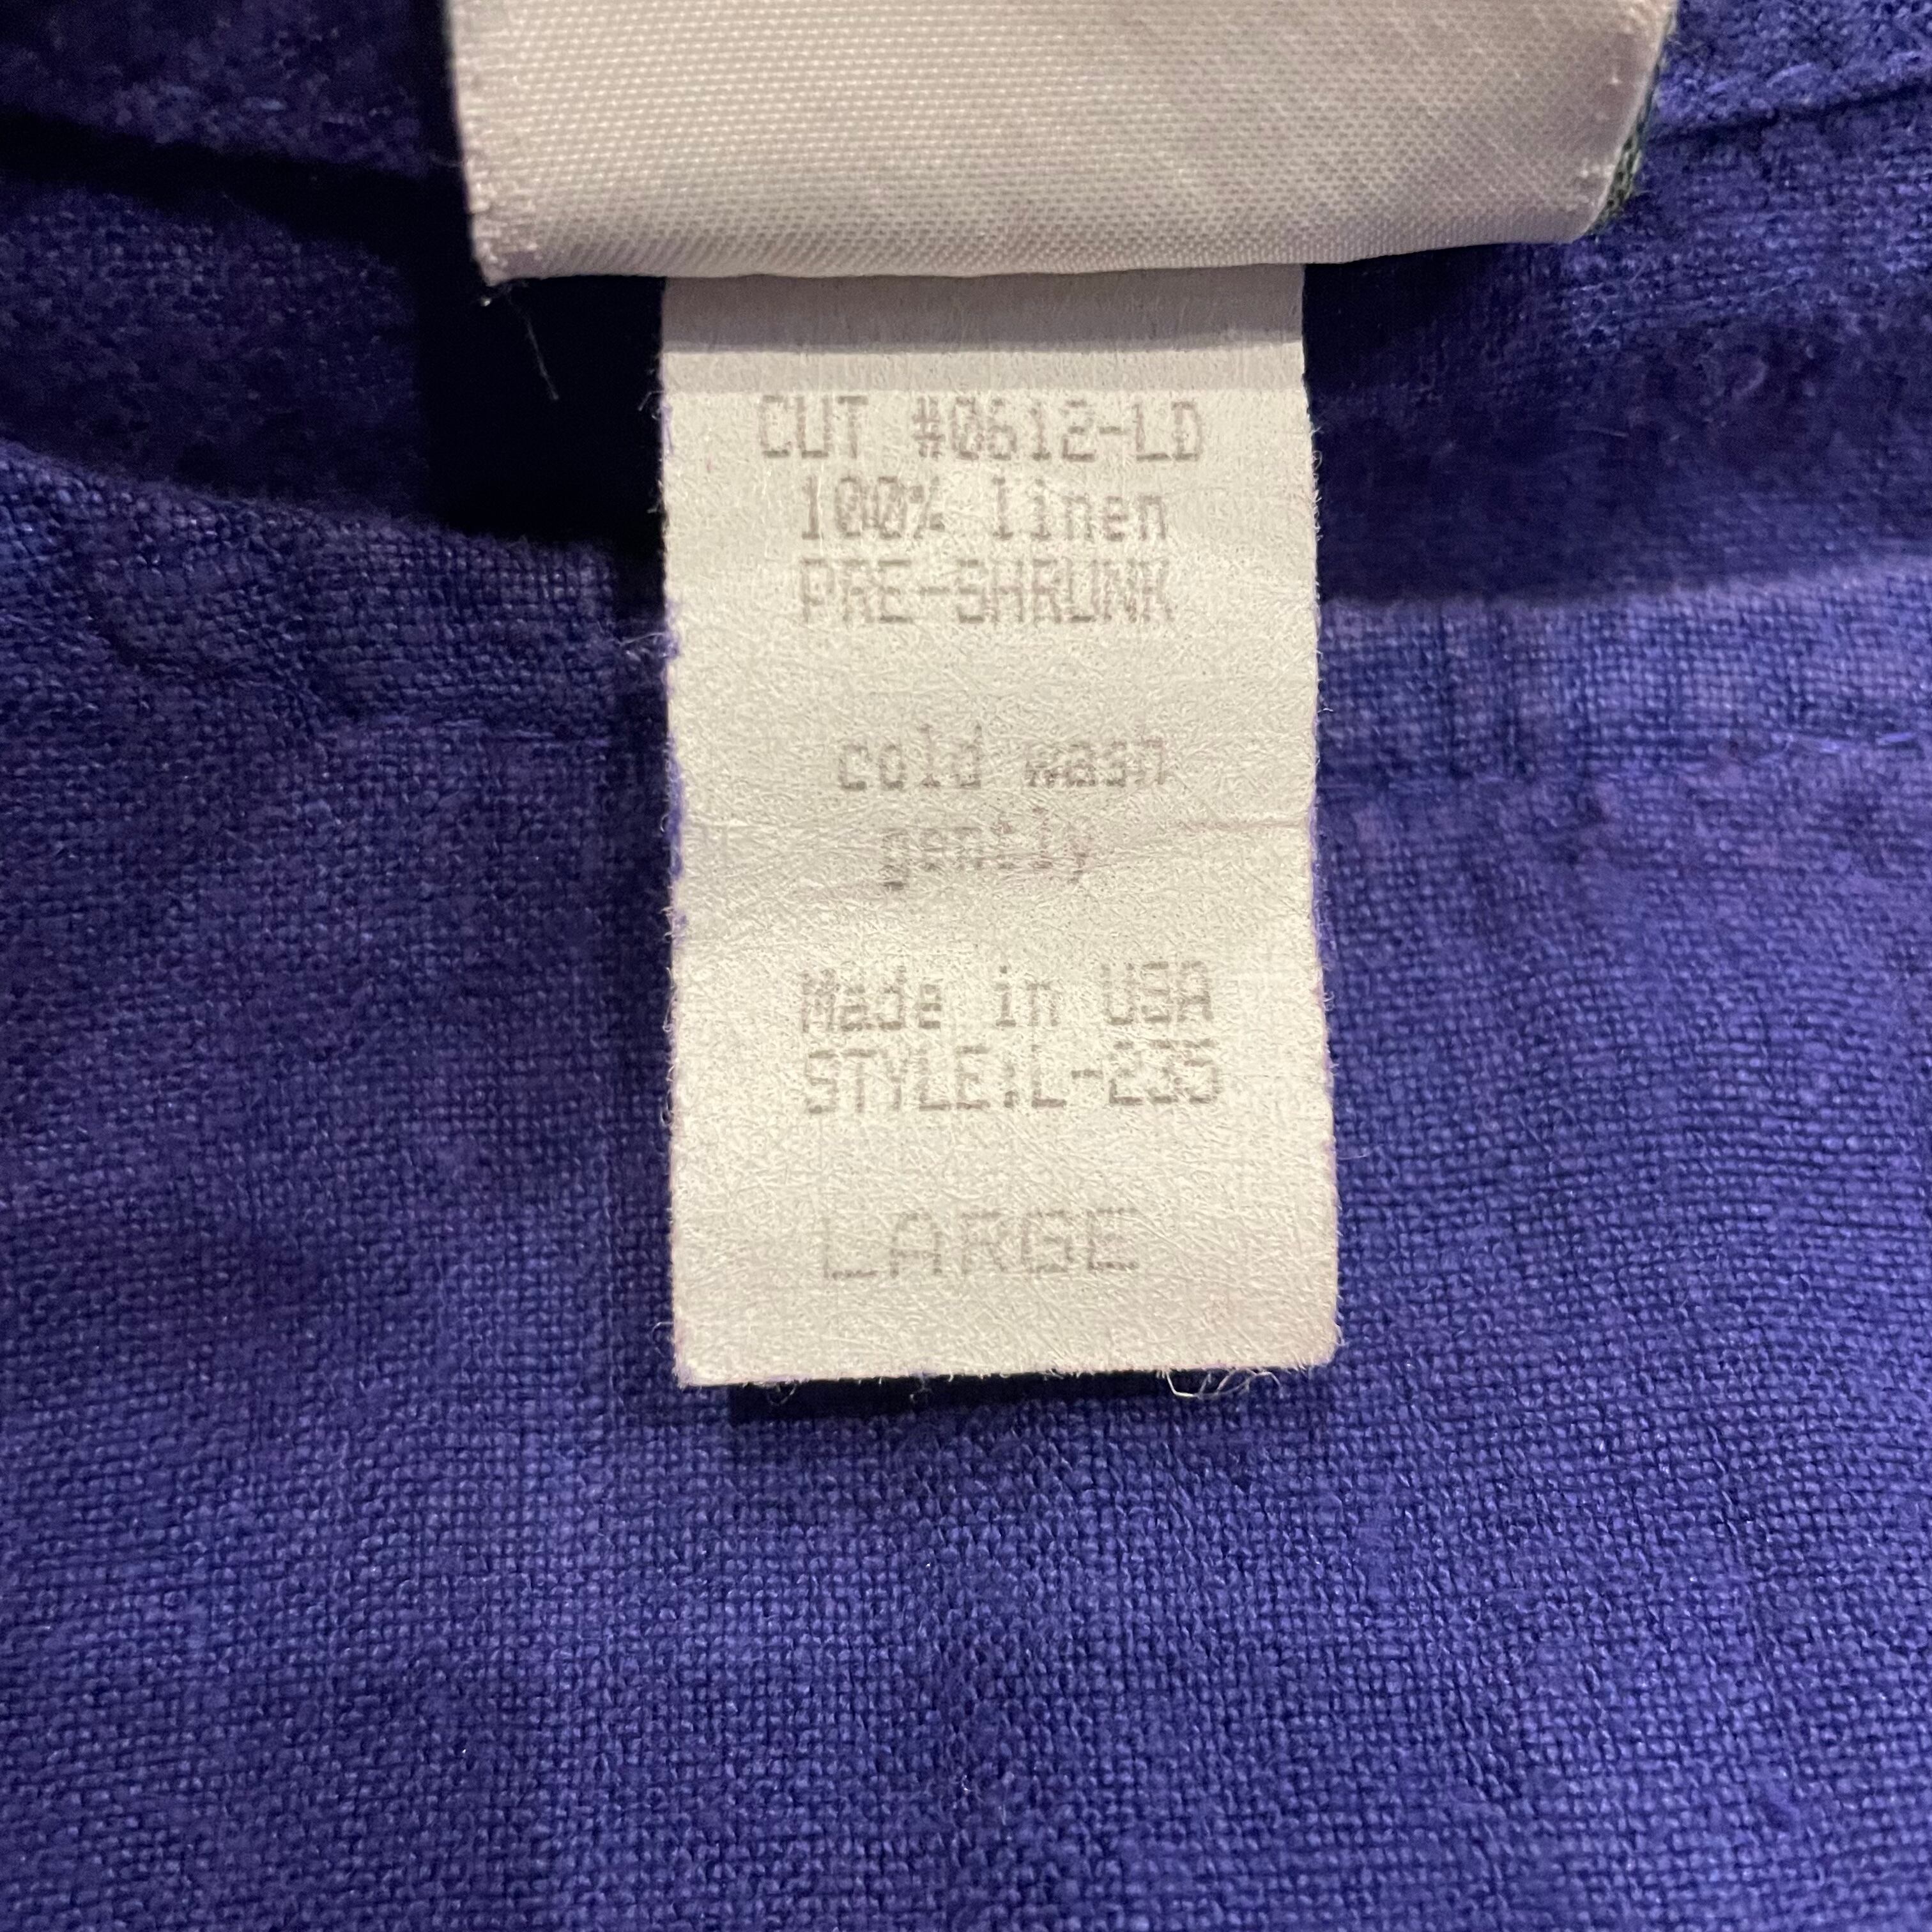 CUT #0612-LD
100% linen
PRE-SHRUNK
cold wash
gently
Made in USA
STYLE:L-235
LARGE